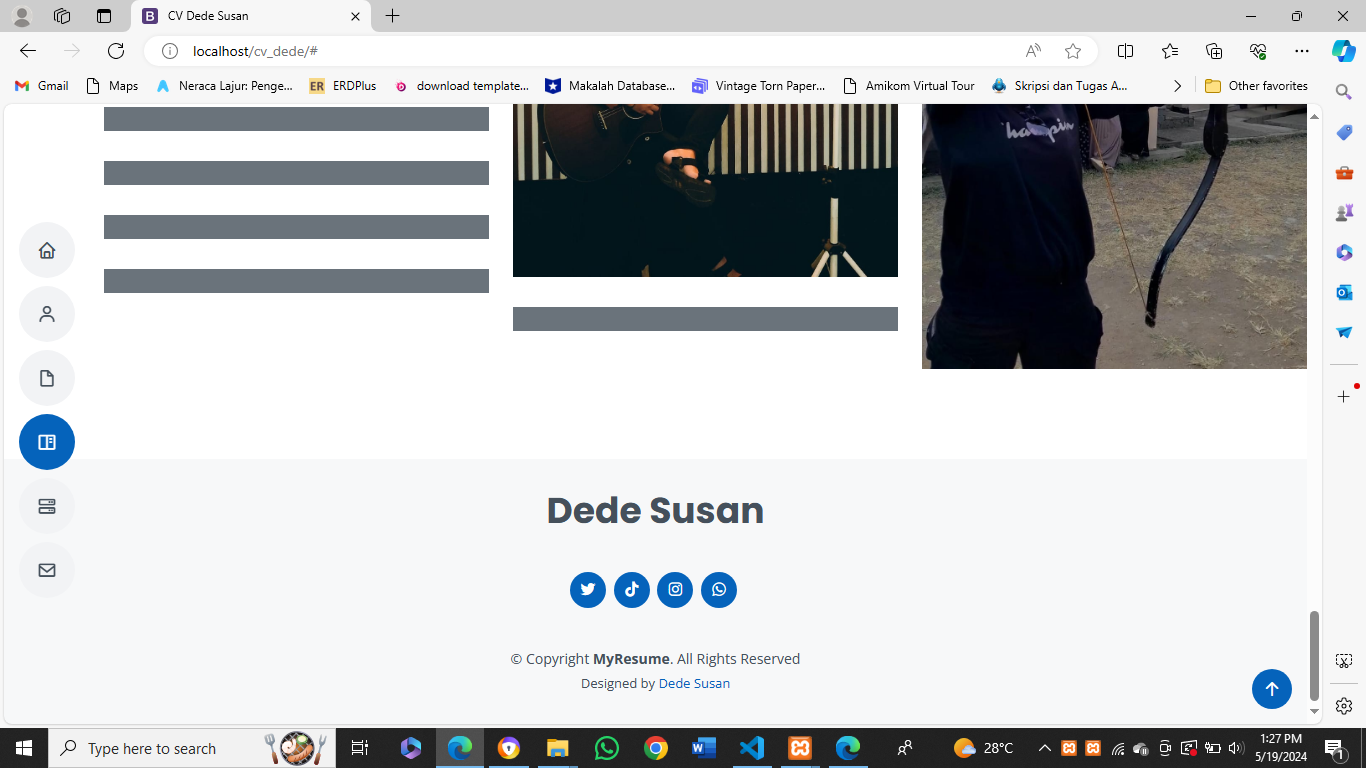 CV Dede Susan
localhost/cv_dede/#
Gmail
Maps
Neraca Lajur: Penge...
ER
ERDPlus
download template...
Makalah Database...
Vintage Torn Paper...
Amikom Virtual Tour
Skripsi dan Tugas A...
Other favorites
Dede Susan
© Copyright MyResume. All Rights Reserved
Designed by Dede Susan
Type here to search
28°C
1:27 PM
5/19/2024
1